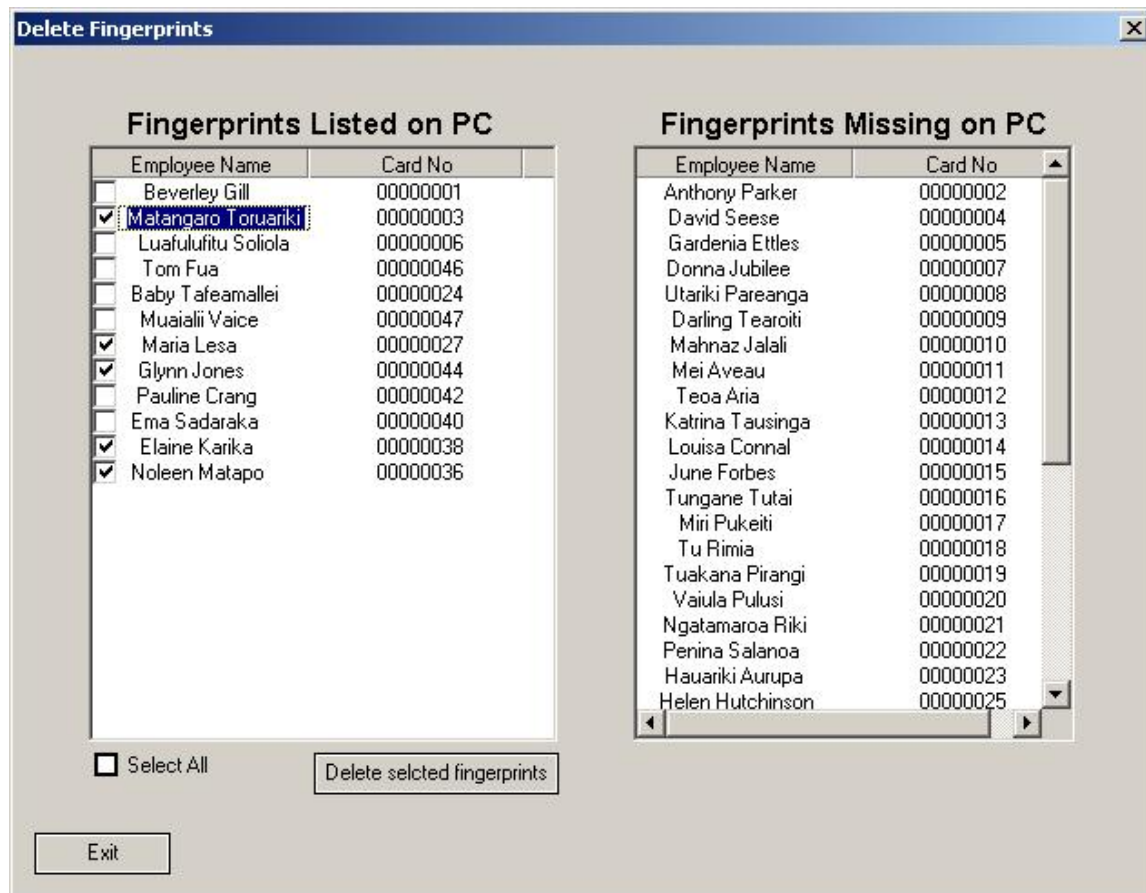 Delete Fingerprints
Fingerprints Listed on PC
Employee Name Card No
Beverley Gill 00000001
Matangaro Toruariki 00000003
Luafulufitu Soliola 00000006
Tom Fua 00000046
Baby Tafeamallei 00000024
Muaialii Vaice 00000047
Maria Lesa 00000027
Glynn Jones 00000044
Pauline Crang 00000042
Ema Sadaraka 00000040
Elaine Karika 00000038
Noleen Matapo 00000036
Select All
Delete selcted fingerprints
Fingerprints Missing on PC
Employee Name Card No
Anthony Parker 00000002
David Seese 00000004
Gardenia Ettles 00000005
Donna Jubilee 00000007
Utariki Pareanga 00000008
Darling Tearoiti 00000009
Mahnaz Jalali 00000010
Mei Aveau 00000011
Teoa Aria 00000012
Katrina Tausinga 00000013
Louisa Connal 00000014
June Forbes 00000015
Tungane Tutai 00000016
Miri Pukeiti 00000017
Tu Rimia 00000018
Tuakana Pirangi 00000019
Vaiula Pulusi 00000020
Ngatamaroa Riki 00000021
Penina Salanoa 00000022
Hauariki Aurupa 00000023
Helen Hutchinson 00000025
Exit